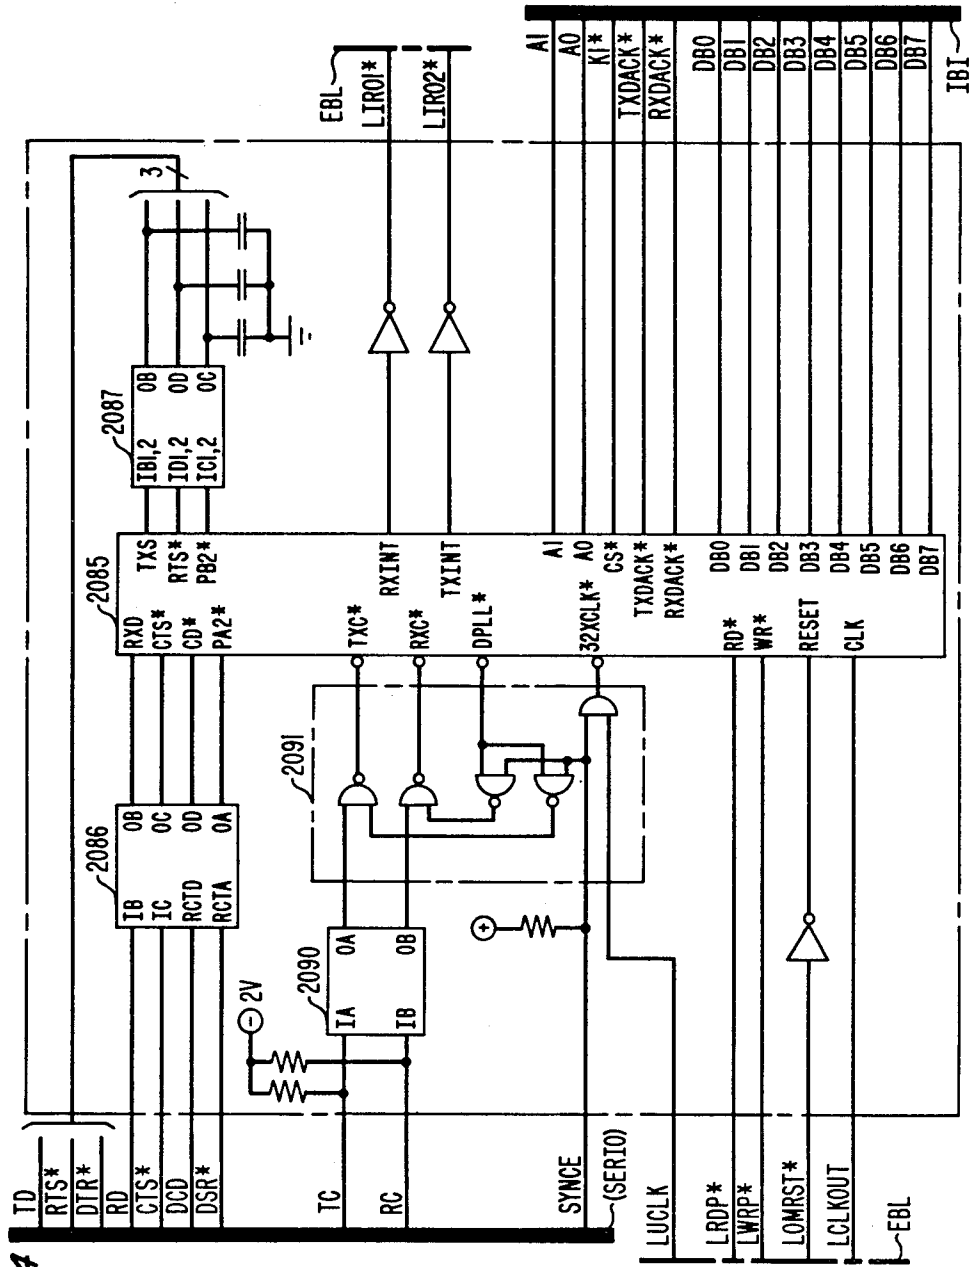 A1
A0
K1*
TXDACK*
RXDACK*
DB0
DB1
DB2
DB3
DB4
DB5
DB6
DB7
IB1
EBL
LIRO1*
LIRO2*
3
2087
IB1,2 OB
ID1,2 OD
IC1,2 OC
2085
TXS
RTS*
PB2*
RXINT
TXINT
A1
A0
CS*
TXDACK*
RXDACK*
DB0
DB1
DB2
DB3
DB4
DB5
DB6
DB7
RXD
CTS*
CD*
PA2*
TXC*
RXC*
DPLL*
32XCLK*
RD*
WR*
RESET
CLK
2086
IB OB
IC OC
RCTD OD
RCTA OA
2091
2090
IA OA
IB OB
− 2V
+
TD
RTS*
DTR*
RD
CTS*
DCD
DSR*
TC
RC
SYNCE
(SERIO)
LUCLK
LRDP*
LWRP*
LOMRST*
LCLKOUT
EBL